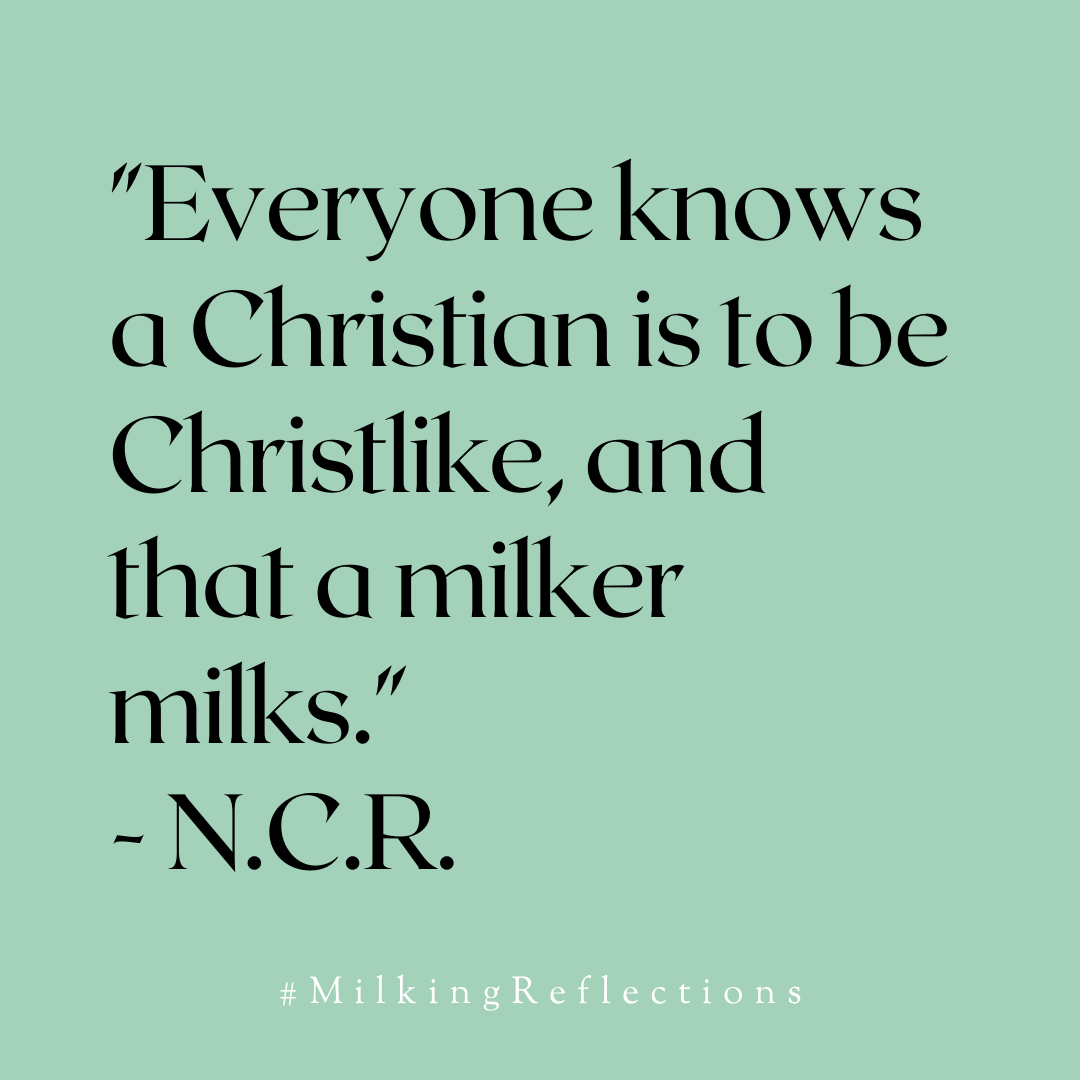 "Everyone knows
a Christian is to be
Christlike, and
that a milker
milks."
- N.C.R.
#MilkingReflections